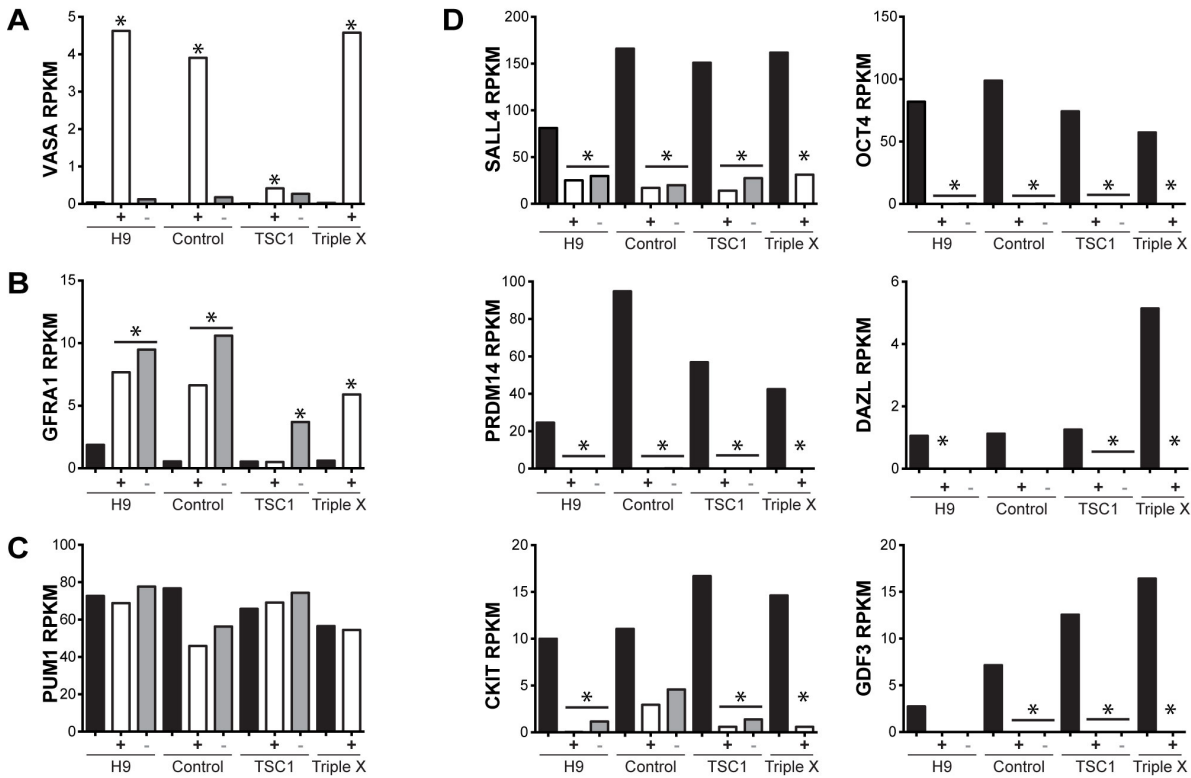 A
VASA RPKM
5
4
3
2
1
0
* * * *
+ - + - + - +
H9 Control TSC1 Triple X
B
GFRA1 RPKM
15
10
5
0
* * * *
+ - + - + - +
H9 Control TSC1 Triple X
C
PUM1 RPKM
100
80
60
40
20
0
+ - + - + - +
H9 Control TSC1 Triple X
D
SALL4 RPKM
200
150
100
50
0
* * * *
+ - + - + - +
H9 Control TSC1 Triple X
OCT4 RPKM
150
100
50
0
* * * *
+ - + - + - +
H9 Control TSC1 Triple X
PRDM14 RPKM
100
80
60
40
20
0
* * * *
+ - + - + - +
H9 Control TSC1 Triple X
DAZL RPKM
6
4
2
0
* * *
+ - + - + - +
H9 Control TSC1 Triple X
CKIT RPKM
20
15
10
5
0
* * *
+ - + - + - +
H9 Control TSC1 Triple X
GDF3 RPKM
20
15
10
5
0
* * *
+ - + - + - +
H9 Control TSC1 Triple X